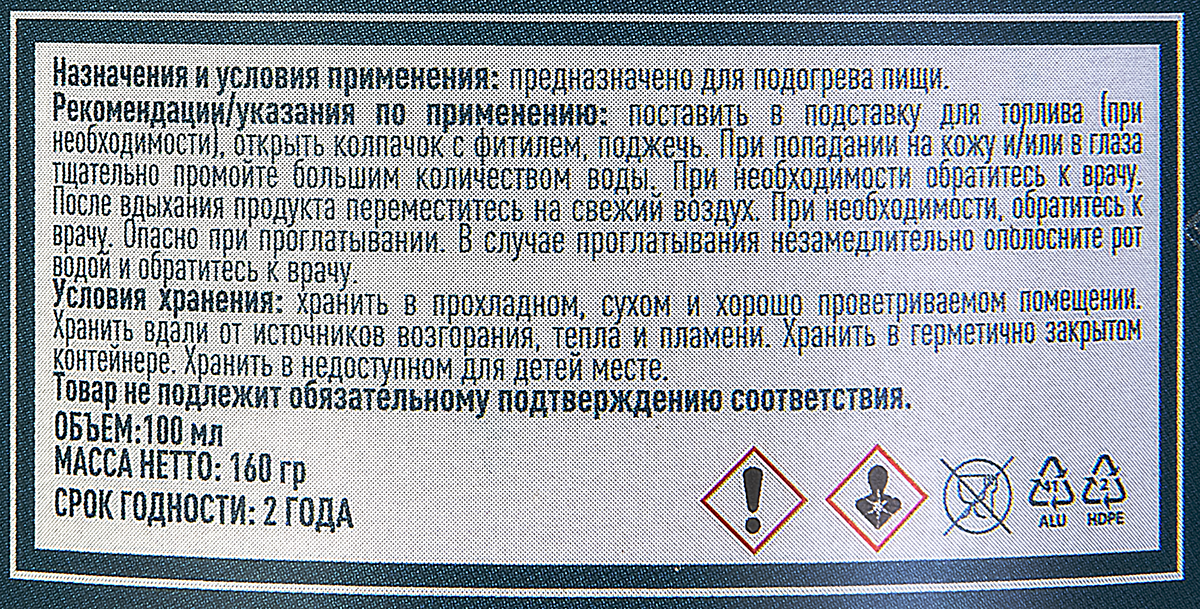 Назначения и условия применения: предназначено для подогрева пищи.
Рекомендации/указания по применению: поставить в подставку для топлива (при
необходимости), открыть колпачок с фитилем, поджечь. При попадании на кожу и/или в глаза
тщательно промойте большим количеством воды. При необходимости обратитесь к врачу.
После вдыхания продукта переместитесь на свежий воздух. При необходимости, обратитесь к
врачу. Опасно при проглатывании. В случае проглатывания незамедлительно ополосните рот
водой и обратитесь к врачу.
Условия хранения: хранить в прохладном, сухом и хорошо проветриваемом помещении.
Хранить вдали от источников возгорания, тепла и пламени. Хранить в герметично закрытом
контейнере. Хранить в недоступном для детей месте.
Товар не подлежит обязательному подтверждению соответствия.
ОБЪЕМ:100 мл
МАССА НЕТТО: 160 гр
СРОК ГОДНОСТИ: 2 ГОДА
41 2
ALU HDPE